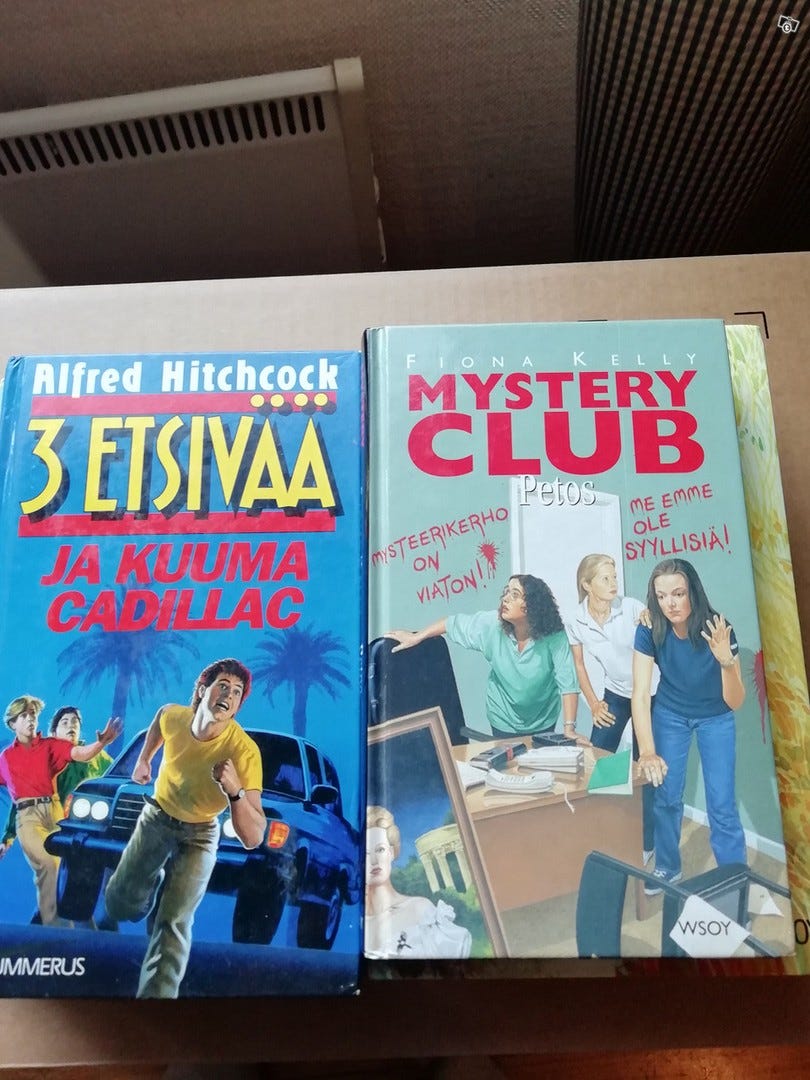 Alfred Hitchcock
3 ETSIVÄÄ
JA KUUMA
CADILLAC
UMMERUS
FIONA KELLY
MYSTERY
CLUB
Petos
MYSTEERIKERHO
ON
VIATON!
ME EMME
OLE
SYYLLISIÄ!
WSOY